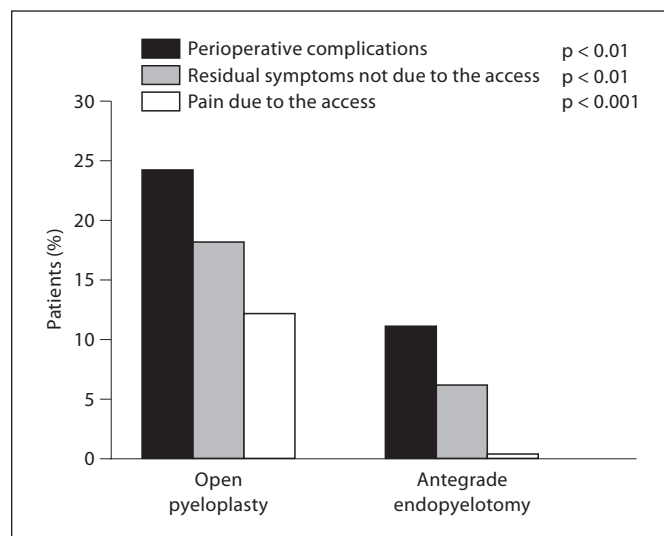 Perioperative complications p < 0.01
Residual symptoms not due to the access p < 0.01
Pain due to the access p < 0.001
30
25
20
15
10
5
0
Patients (%)
Open pyeloplasty
Antegrade endopyelotomy